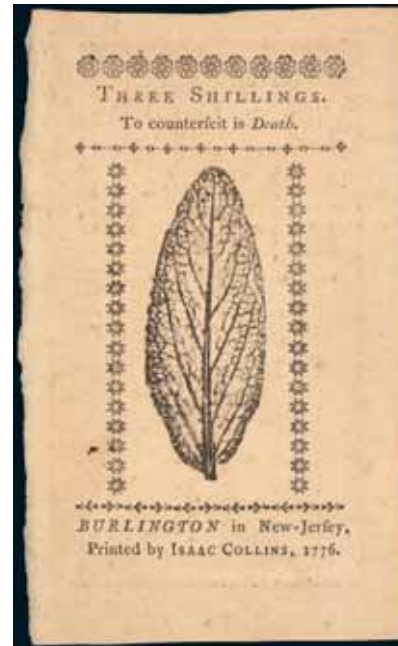 THREE SHILLINGS.
To counterfeit is Death.
BURLINGTON in New-Jerſey,
Printed by ISAAC COLLINS, 1776.